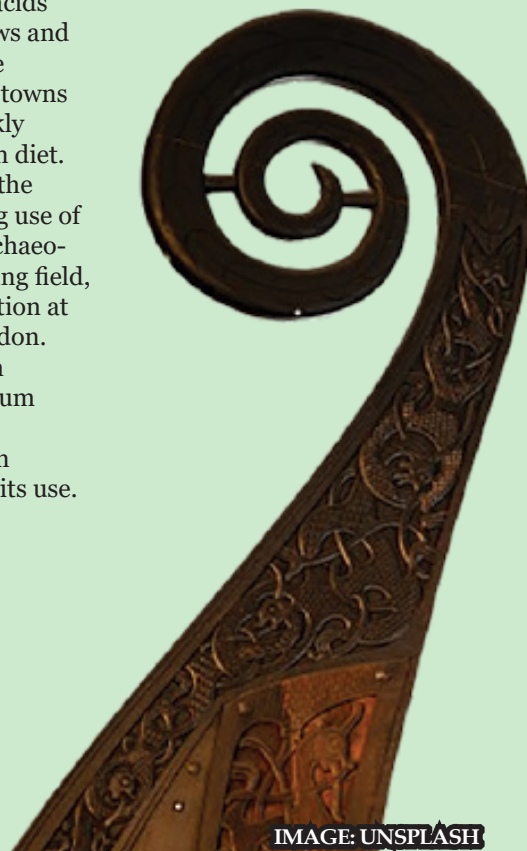 acids
ws and
e
towns
kly
n diet.
the
g use of
chaeo-
ng field,
tion at
don.
n
um
n
its use.
IMAGE: UNSPLASH